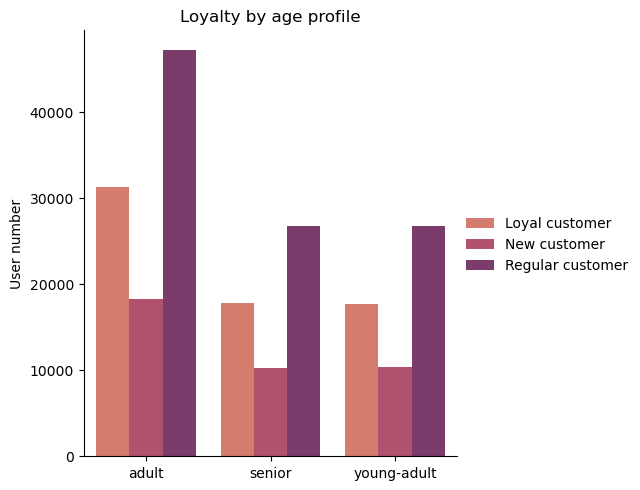 Loyalty by age profile
User number
40000
30000
20000
10000
0
adult senior young-adult
Loyal customer
New customer
Regular customer